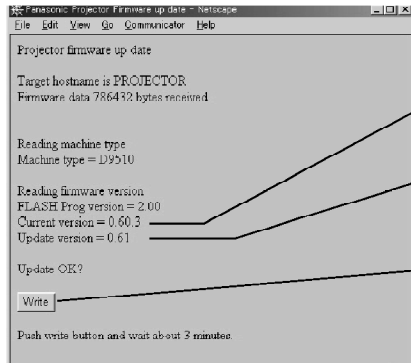 Panasonic Projector Firmware up date - Netscape
File Edit View Go Communicator Help
Projector firmware up date
Target hostname is PROJECTOR
Firmware data 786432 bytes received
Reading machine type
Machine type = D9510
Reading firmware version
FLASH Prog version = 2.00
Current version = 0.60.3
Update version = 0.61
Update OK?
Write
Push write button and wait about 3 minutes.